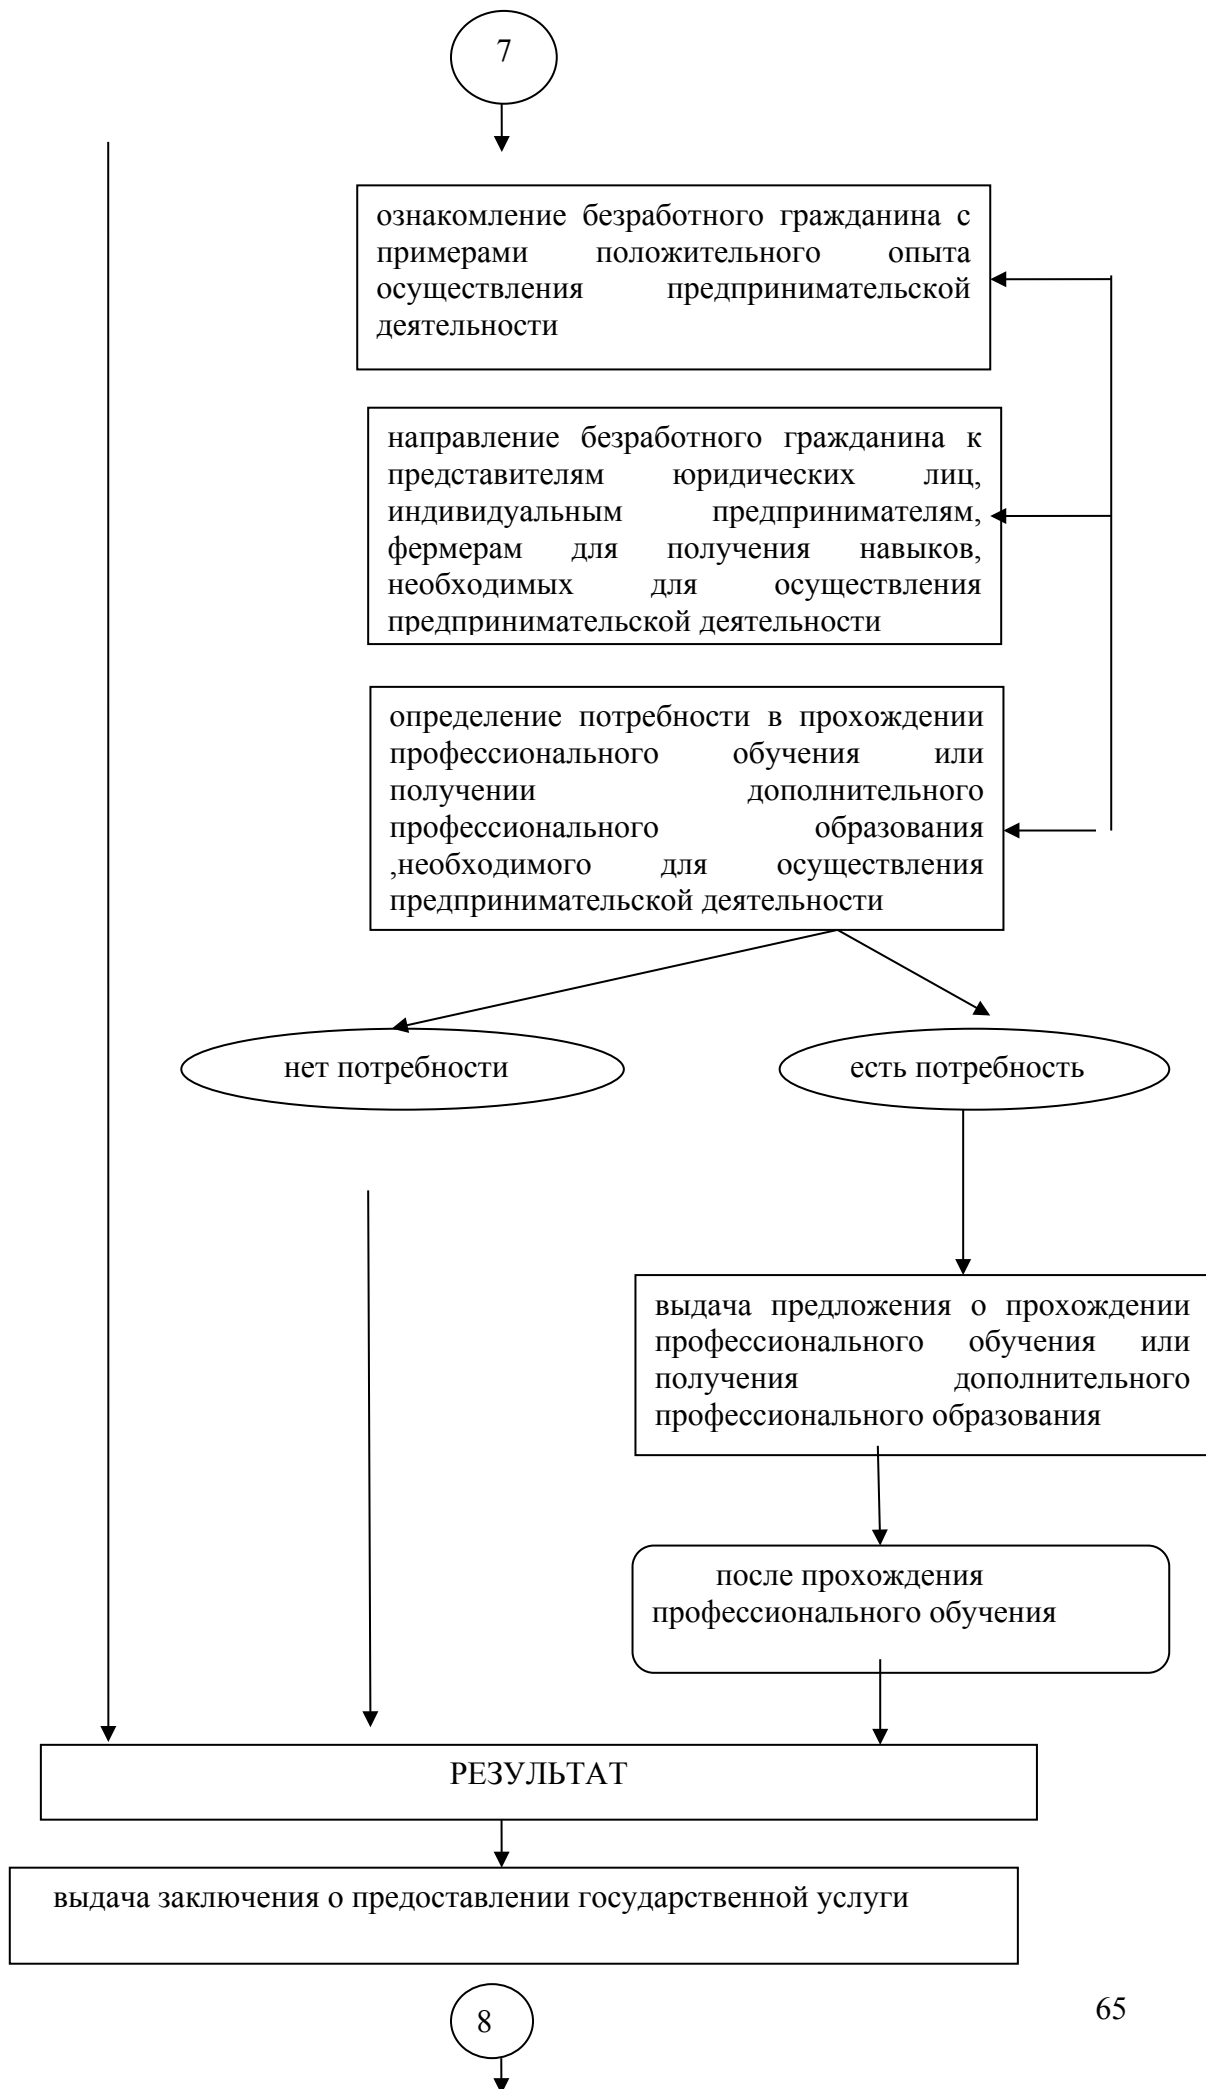 7
ознакомление безработного гражданина с
примерами положительного опыта
осуществления предпринимательской
деятельности
направление безработного гражданина к
представителям юридических лиц,
индивидуальным предпринимателям,
фермерам для получения навыков,
необходимых для осуществления
предпринимательской деятельности
определение потребности в прохождении
профессионального обучения или
получении дополнительного
профессионального образования
,необходимого для осуществления
предпринимательской деятельности
нет потребности
есть потребность
выдача предложения о прохождении
профессионального обучения или
получения дополнительного
профессионального образования
после прохождения
профессионального обучения
РЕЗУЛЬТАТ
выдача заключения о предоставлении государственной услуги
8
65